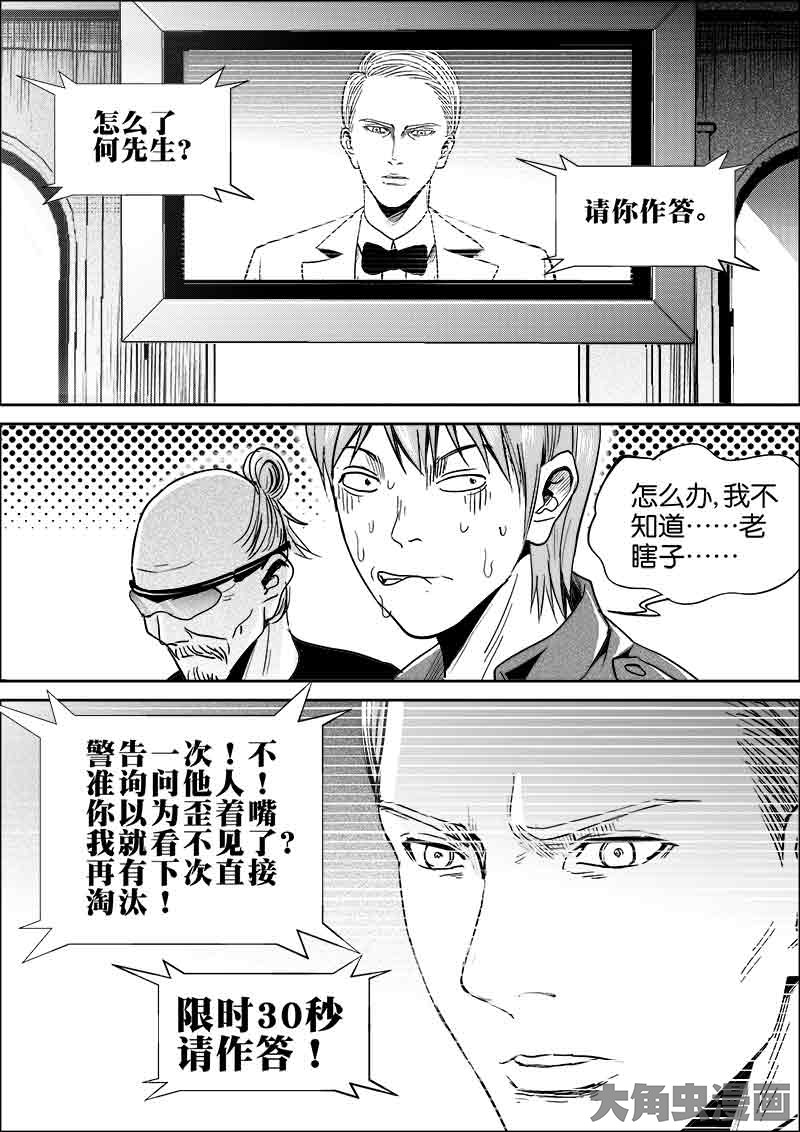 怎么了
何先生？
请你作答。
怎么办，我不
知道……老
瞎子……
警告一次！不
准询问他人！
你以为歪着嘴
我就看不见了？
再有下次直接
淘汰！
限时30秒
请作答！
大角虫漫画